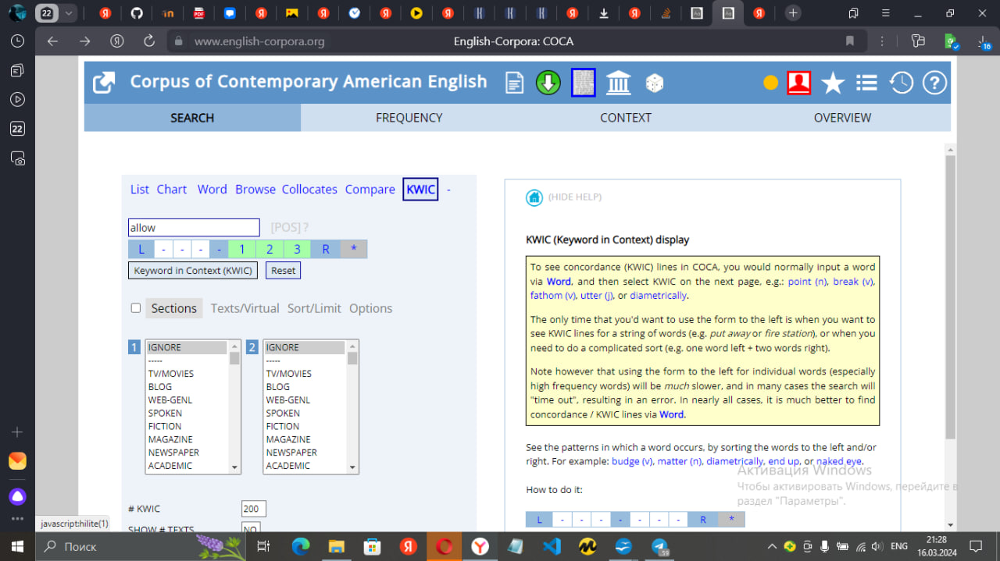 22
www.english-corpora.org
English-Corpora: COCA
16
22
Corpus of Contemporary American English
SEARCH FREQUENCY CONTEXT OVERVIEW
List Chart Word Browse Collocates Compare KWIC -
allow [POS] ?
L - - - - 1 2 3 R *
Keyword in Context (KWIC) Reset
Sections Texts/Virtual Sort/Limit Options
1 2
IGNORE IGNORE
----- -----
TV/MOVIES TV/MOVIES
BLOG BLOG
WEB-GENL WEB-GENL
SPOKEN SPOKEN
FICTION FICTION
MAGAZINE MAGAZINE
NEWSPAPER NEWSPAPER
ACADEMIC ACADEMIC
# KWIC 200
SHOW # TEXTS NO
(HIDE HELP)
KWIC (Keyword in Context) display
To see concordance (KWIC) lines in COCA, you would normally input a word
via Word, and then select KWIC on the next page, e.g.: point (n), break (v),
fathom (v), utter (j), or diametrically.
The only time that you'd want to use the form to the left is when you want to
see KWIC lines for a string of words (e.g. put away or fire station), or when you
need to do a complicated sort (e.g. one word left + two words right).
Note however that using the form to the left for individual words (especially
high frequency words) will be much slower, and in many cases the search will
"time out", resulting in an error. In nearly all cases, it is much better to find
concordance / KWIC lines via Word.
See the patterns in which a word occurs, by sorting the words to the left and/or
right. For example: budge (v), matter (n), diametrically, end up, or naked eye.
How to do it:
L - - - - - - - R *
Активация Windows
Чтобы активировать Windows, перейдите в
раздел "Параметры".
javascript:hilite(1)
Поиск
59
ENG
21:28
16.03.2024